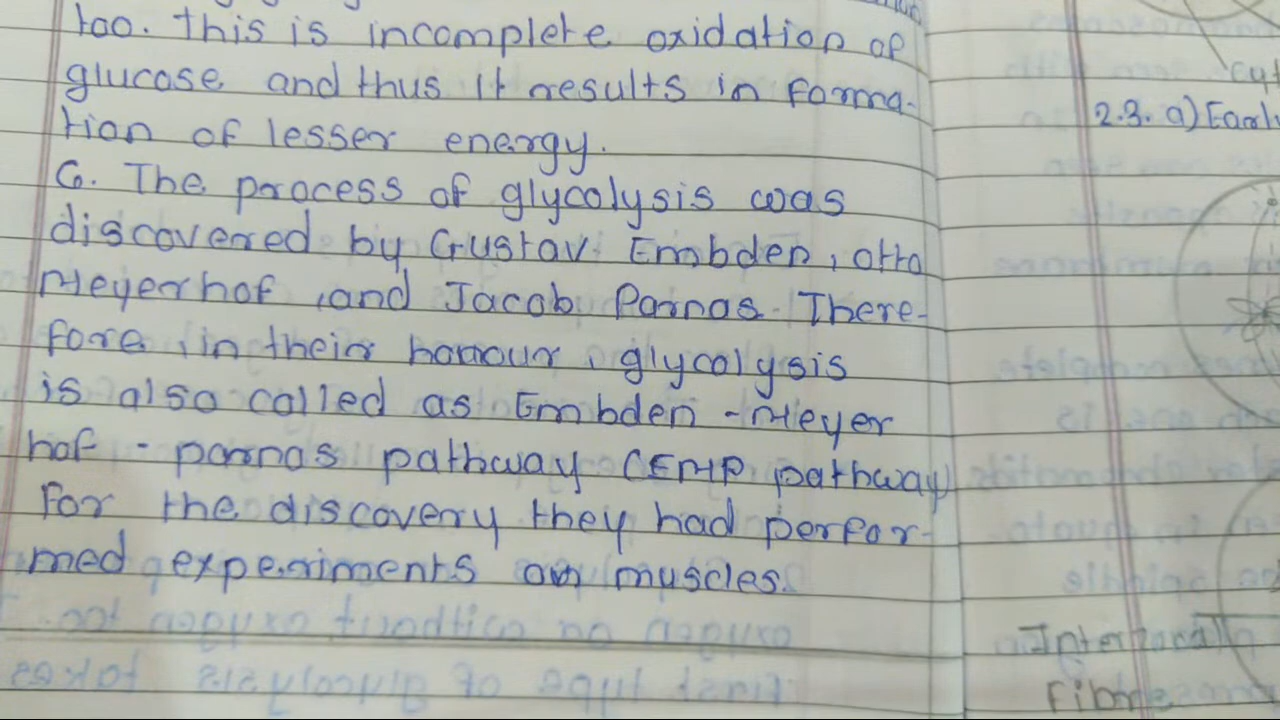 too. This is incomplete oxidation of
glucose and thus it results in forma-
tion of lesser energy.
6. The process of glycolysis was
discovered by Gustav Embden, otto
Meyerhof, and Jacob Parnas. There-
fore, in their honour, glycolysis
is also called as Embden - Meyer
hof - parnas pathway (EMP pathway)
For the discovery they had perfor-
med experiments on muscles.
2.3. a) Early